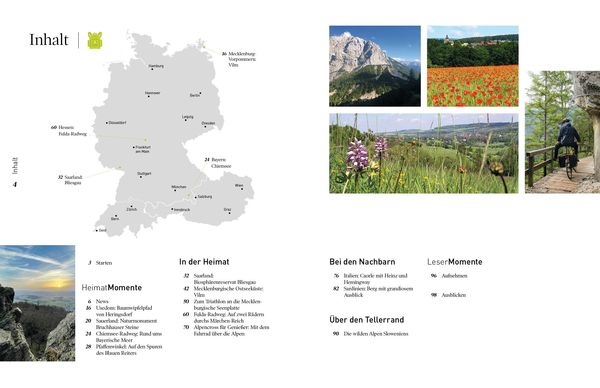 Inhalt
16 Mecklenburg-
Vorpommern:
Vilm
Hamburg
Hannover
Berlin
Leipzig
Dresden
Düsseldorf
60 Hessen:
Fulda-Radweg
Frankfurt
am Main
24 Bayern:
Chiemsee
32 Saarland:
Bliesgau
Stuttgart
München
Salzburg
Wien
Zürich
Innsbruck
Graz
Bern
Genf
Inhalt
4
3 Starten
HeimatMomente
6 News
16 Usedom: Baumwipfelpfad
von Heringsdorf
20 Sauerland: Naturmonument
Bruchhauser Steine
24 Chiemsee-Radweg: Rund ums
Bayerische Meer
28 Pfaffenwinkel: Auf den Spuren
des Blauen Reiters
In der Heimat
32 Saarland:
Biosphärenreservat Bliesgau
42 Mecklenburgische Ostseeküste:
Vilm
50 Zum Triathlon an die Mecklen-
burgische Seenplatte
60 Fulda-Radweg: Auf zwei Rädern
durchs Märchen Reich
70 Alpencross für Genießer: Mit dem
Fahrrad über die Alpen
Bei den Nachbarn
76 Italien: Caorle mit Heinz und
Hemingway
82 Sardinien: Berg mit grandiosem
Ausblick
Über den Tellerrand
90 Die wilden Alpen Sloweniens
LeserMomente
96 Aufsehmen
98 Ausblicken